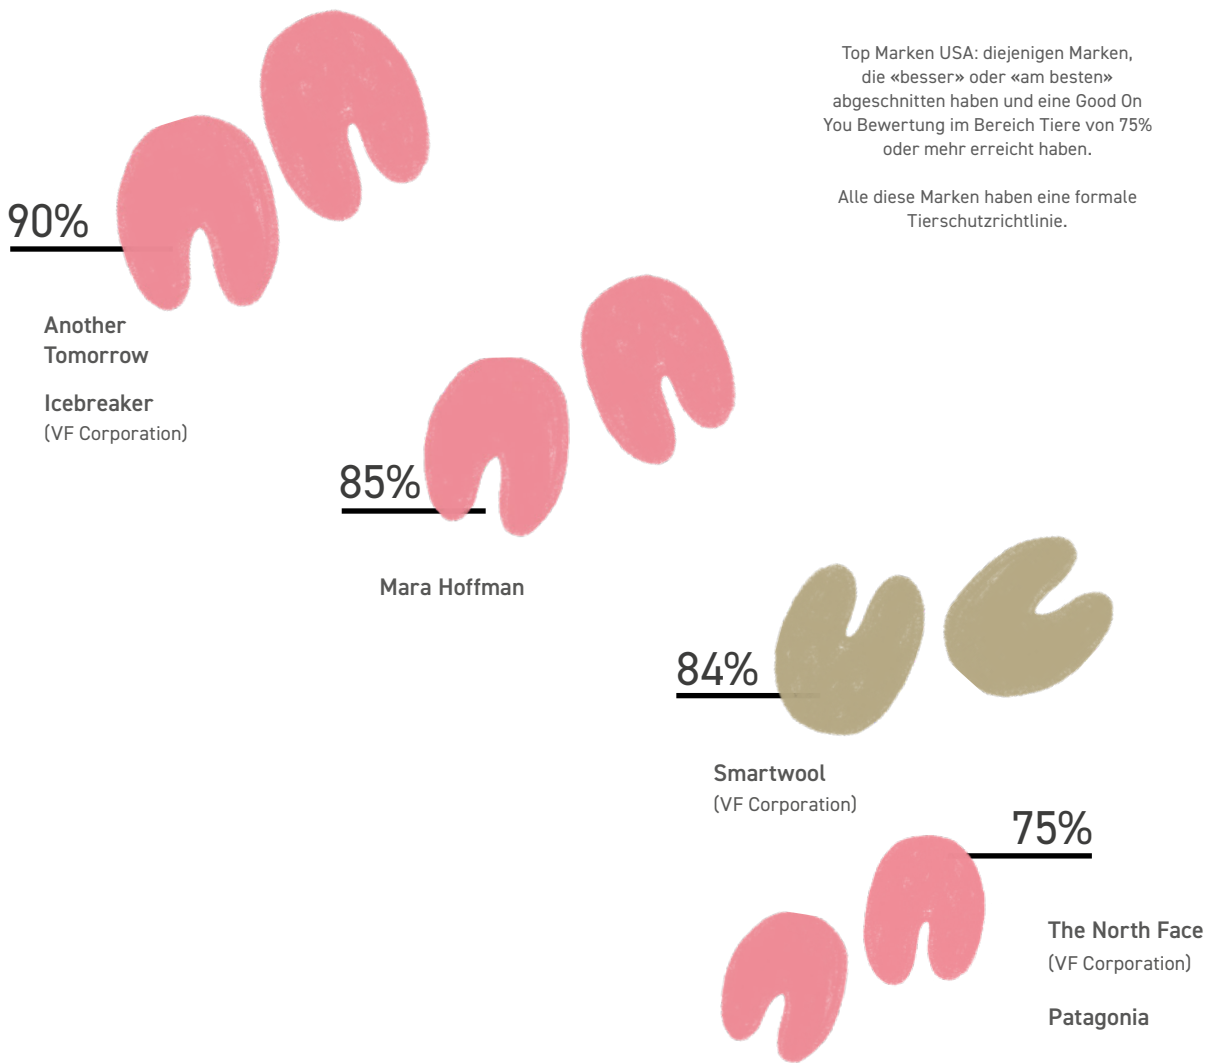 Top Marken USA: diejenigen Marken,
die «besser» oder «am besten»
abgeschnitten haben und eine Good On
You Bewertung im Bereich Tiere von 75%
oder mehr erreicht haben.
Alle diese Marken haben eine formale
Tierschutzrichtlinie.
90%
Another
Tomorrow
Icebreaker
(VF Corporation)
85%
Mara Hoffman
84%
Smartwool
(VF Corporation)
75%
The North Face
(VF Corporation)
Patagonia